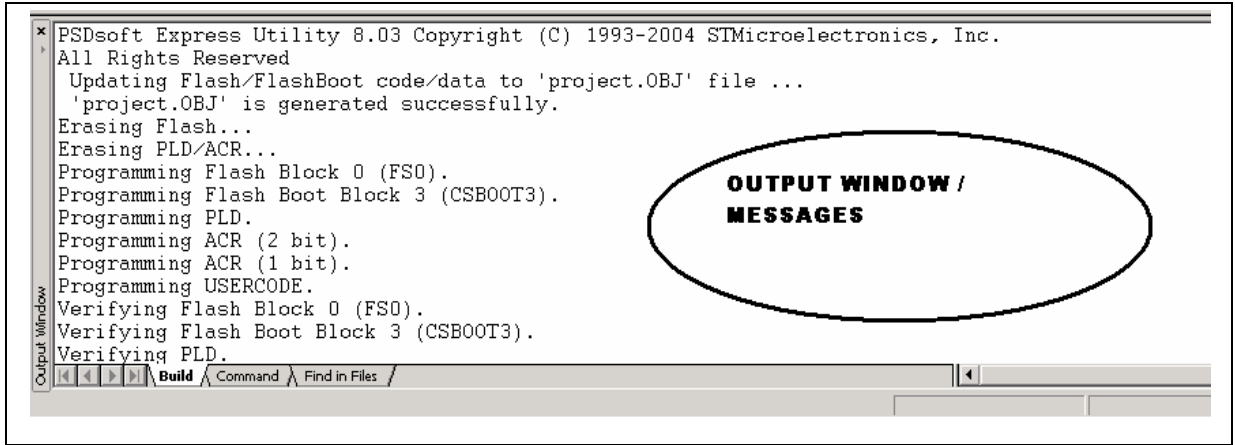 PSDsoft Express Utility 8.03 Copyright (C) 1993-2004 STMicroelectronics, Inc.
All Rights Reserved
Updating Flash/FlashBoot code/data to 'project.OBJ' file ...
'project.OBJ' is generated successfully.
Erasing Flash...
Erasing PLD/ACR...
Programming Flash Block 0 (FS0).
Programming Flash Boot Block 3 (CSBOOT3).
Programming PLD.
Programming ACR (2 bit).
Programming ACR (1 bit).
Programming USERCODE.
Verifying Flash Block 0 (FS0).
Verifying Flash Boot Block 3 (CSBOOT3).
Verifying PLD.
OUTPUT WINDOW /
MESSAGES
Output Window
Build Command Find in Files